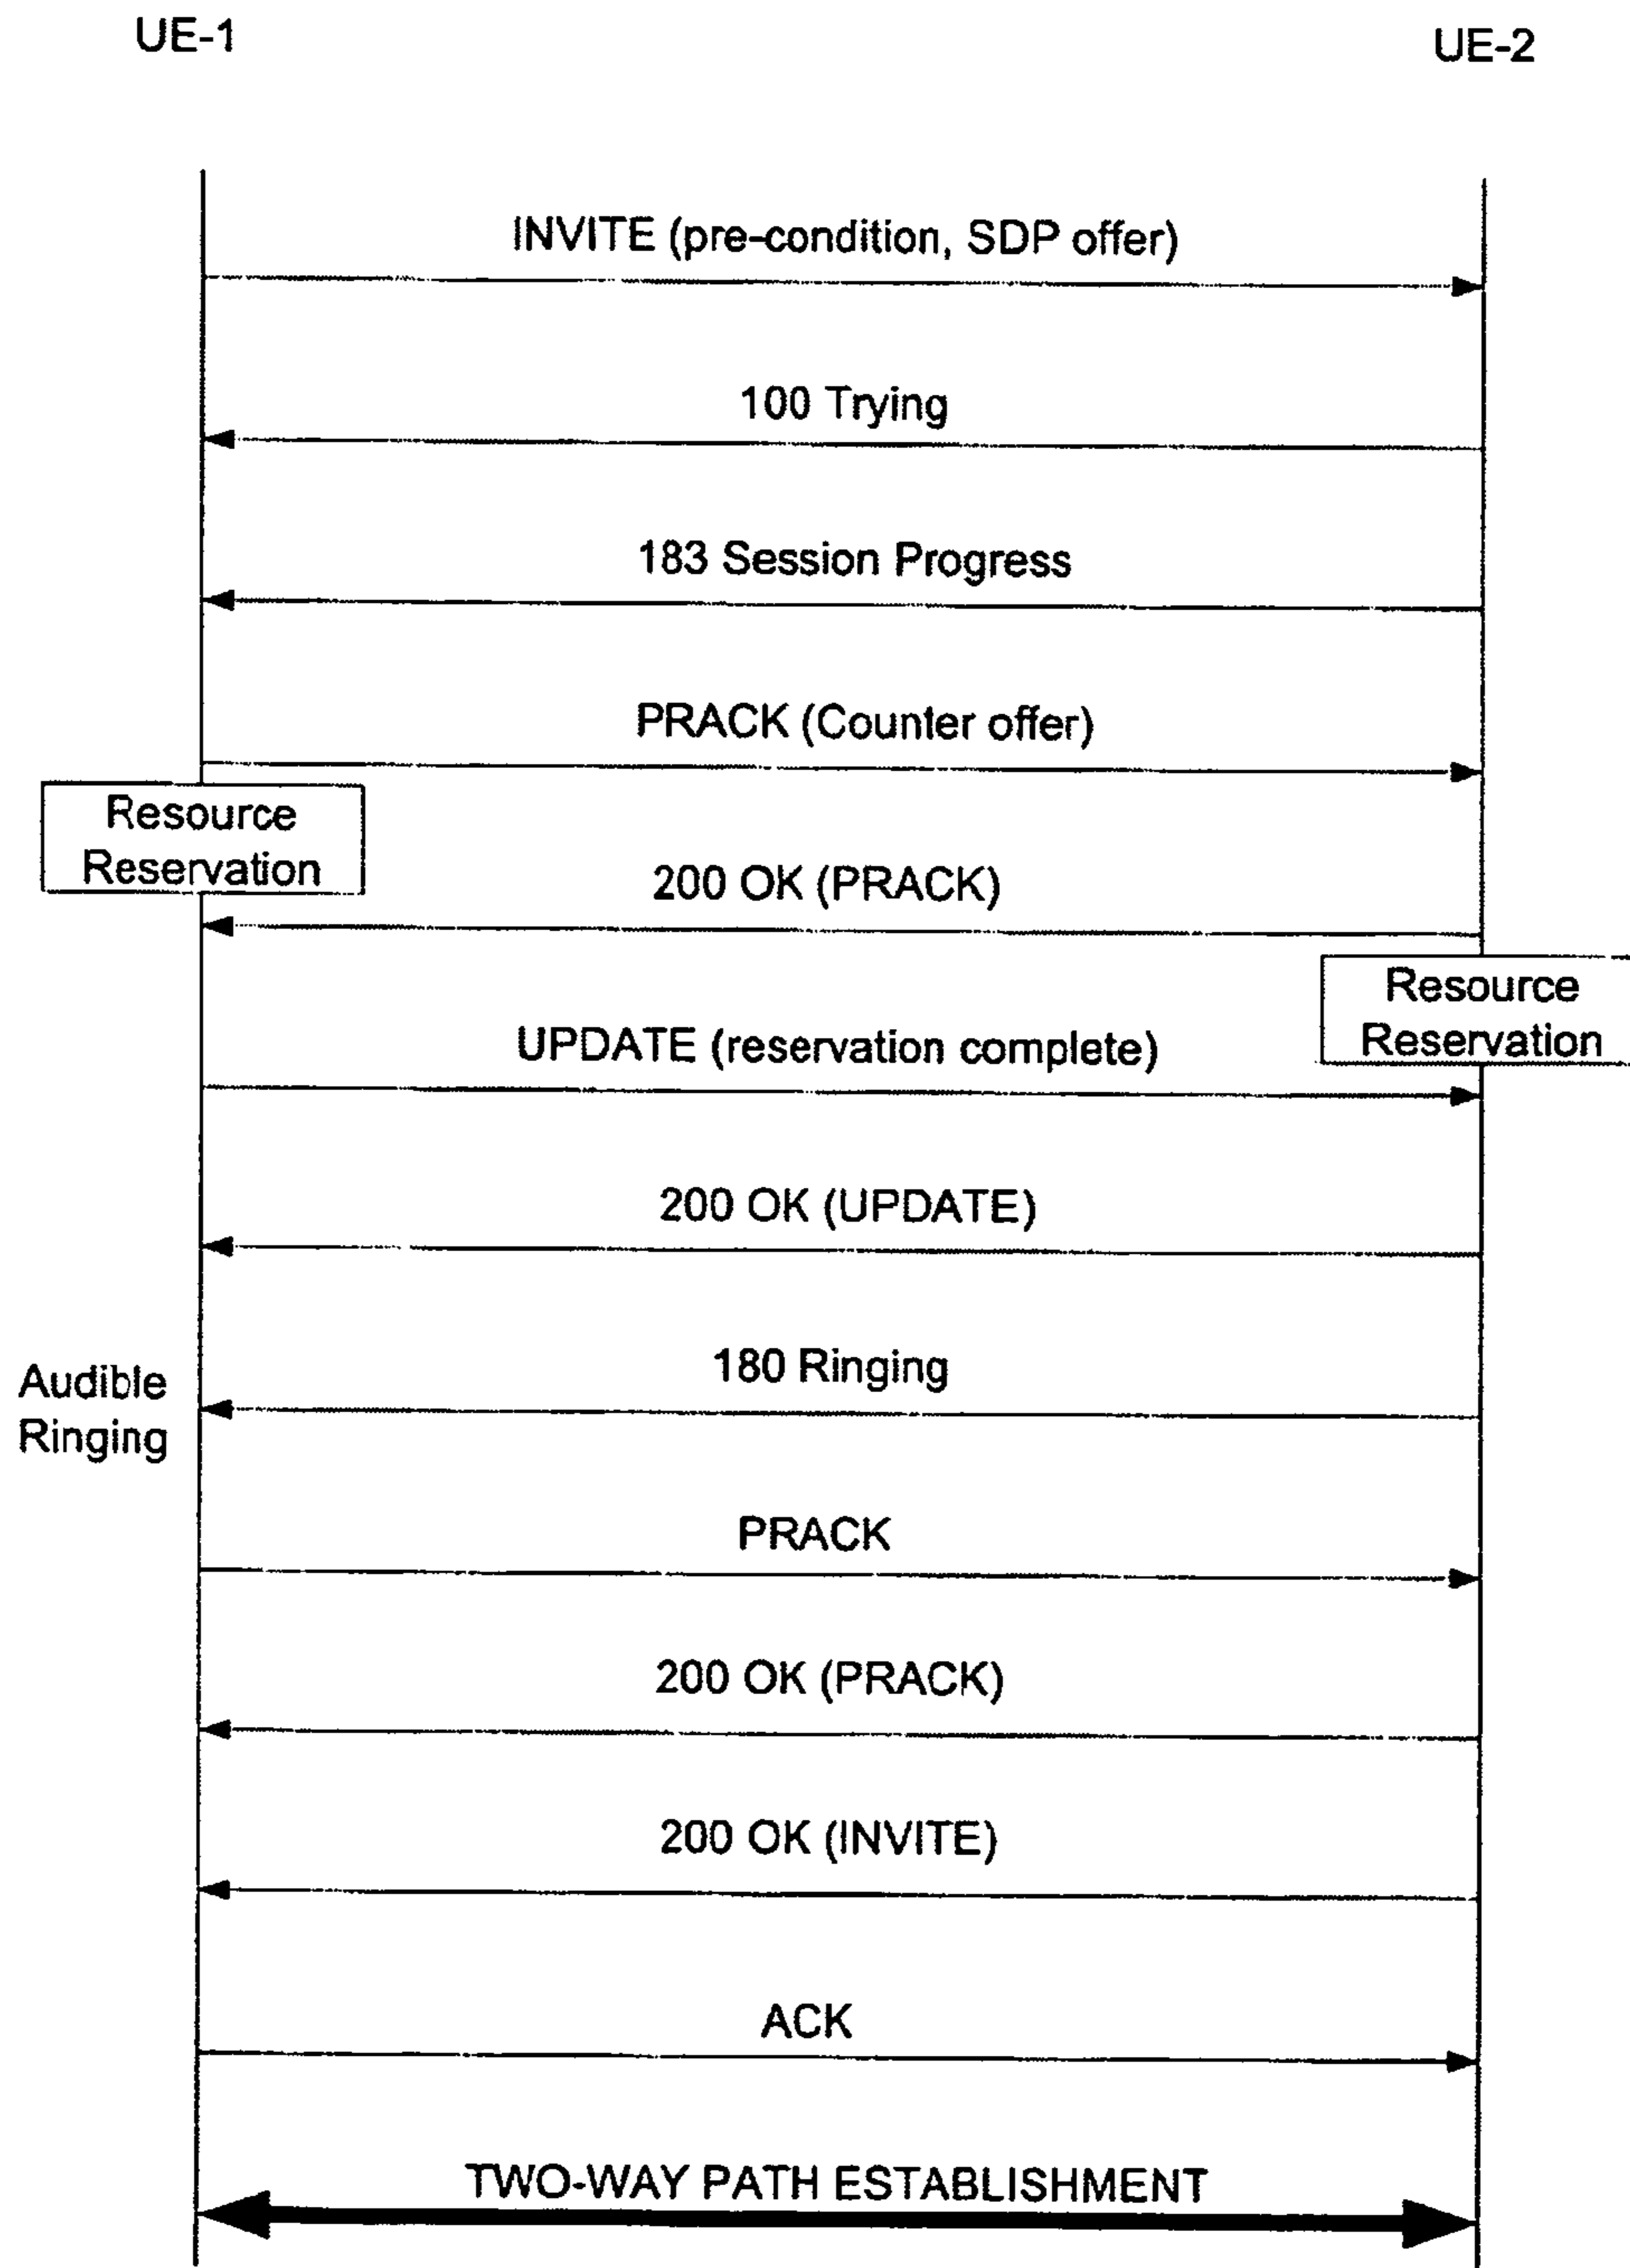 UE-1
UE-2
INVITE (pre-condition, SDP offer)
100 Trying
183 Session Progress
PRACK (Counter offer)
Resource
Reservation
200 OK (PRACK)
Resource
Reservation
UPDATE (reservation complete)
200 OK (UPDATE)
180 Ringing
Audible
Ringing
PRACK
200 OK (PRACK)
200 OK (INVITE)
ACK
TWO-WAY PATH ESTABLISHMENT